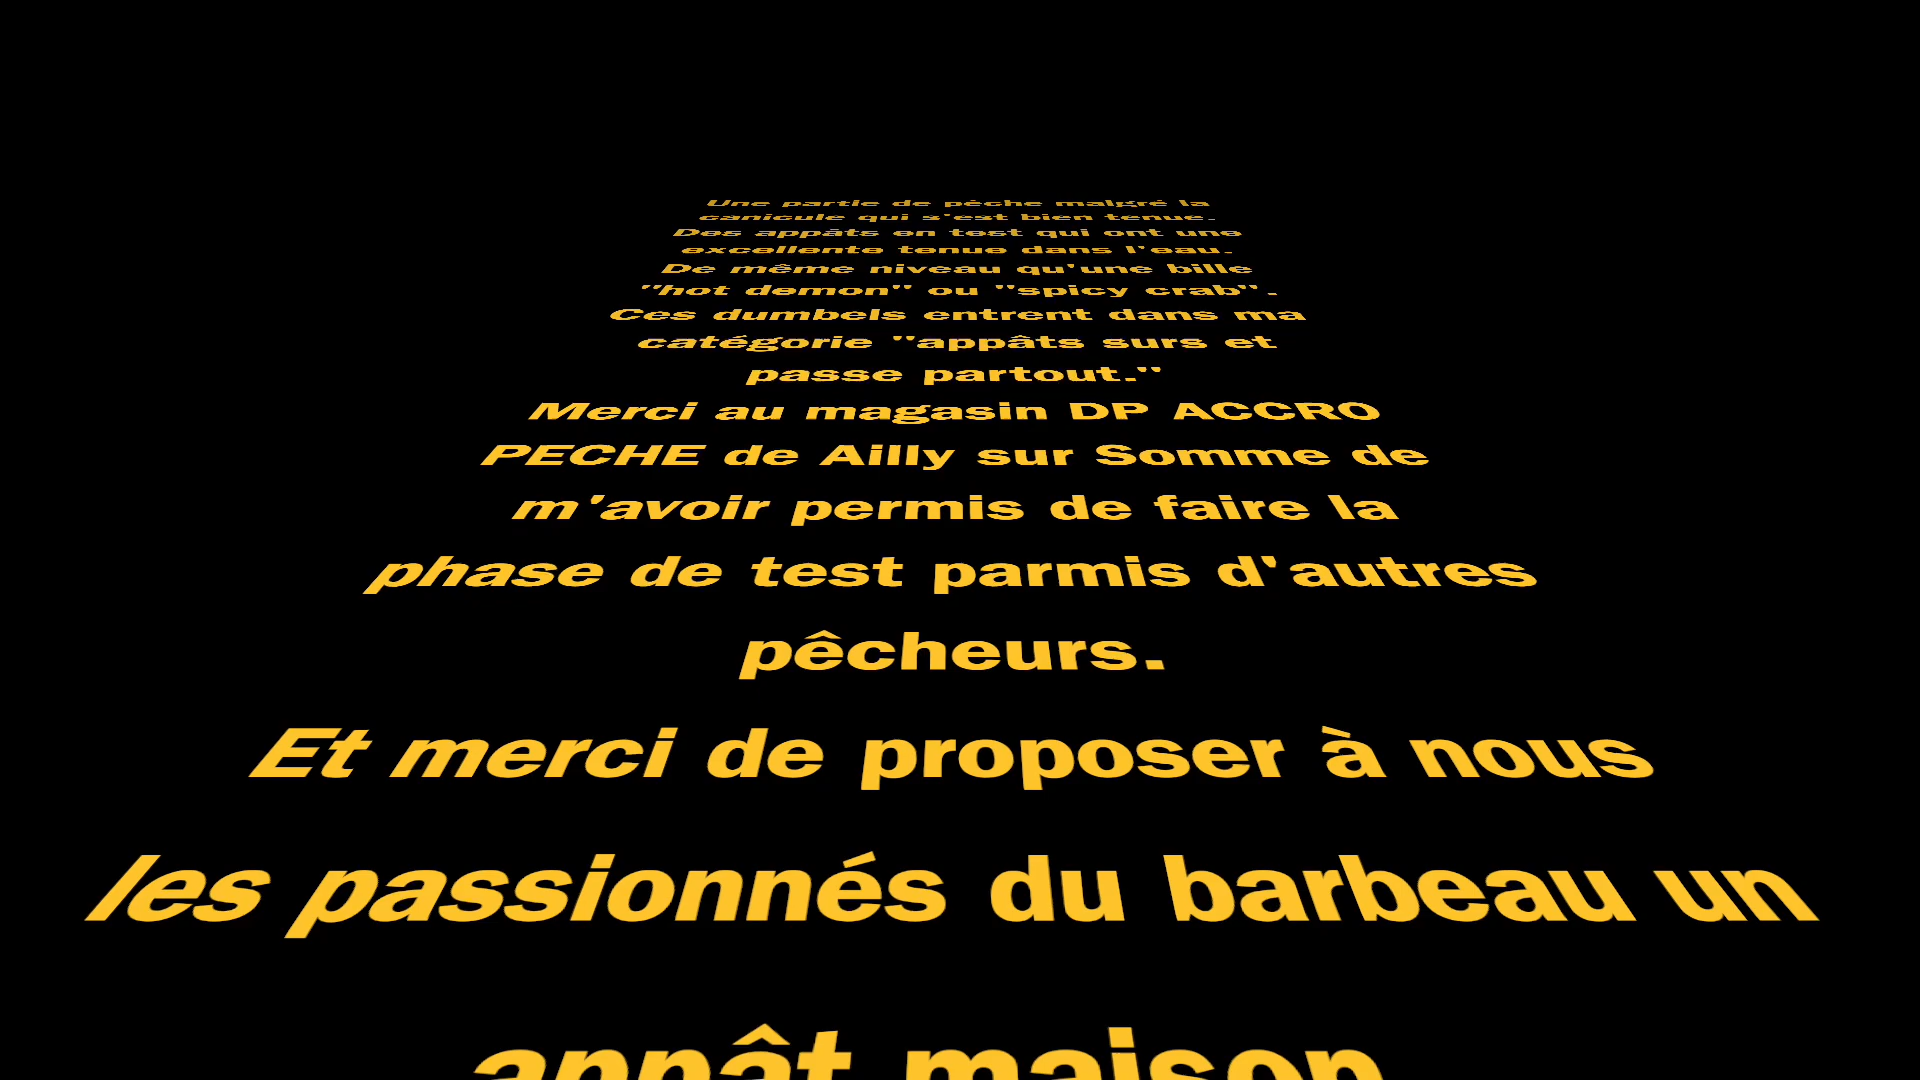 Une partie de pêche malgré la
canicule qui s'est bien tenue.
Des appâts en test qui ont une
excellente tenue dans l'eau.
De même niveau qu'une bille
"hot demon" ou "spicy crab".
Ces dumbels entrent dans ma
catégorie "appâts surs et
passe partout."
Merci au magasin DP ACCRO
PECHE de Ailly sur Somme de
m'avoir permis de faire la
phase de test parmis d'autres
pêcheurs.
Et merci de proposer à nous
les passionnés du barbeau un
appât maison